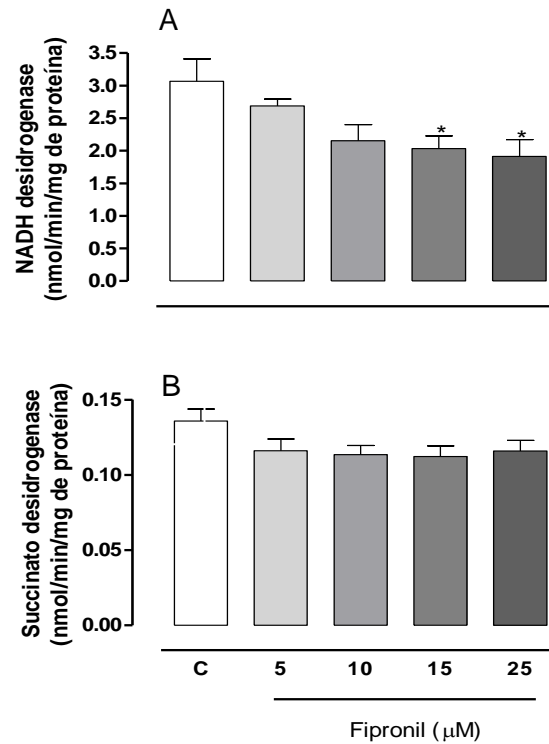 A
NADH desidrogenase
(nmol/min/mg de proteína)
3.5
3.0
2.5
2.0
1.5
1.0
0.5
0.0
* *
B
Succinato desidrogenase
(nmol/min/mg de proteína)
0.15
0.10
0.05
0.00
C 5 10 15 25
Fipronil (μM)